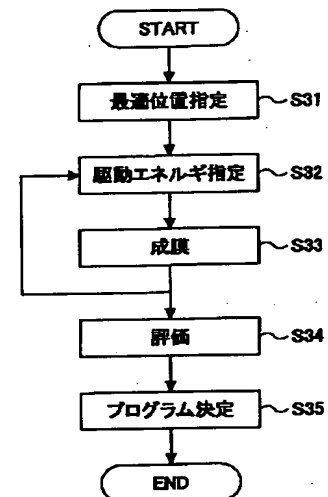 START
最適位置指定 S31
駆動エネルギ指定 S32
成膜 S33
評価 S34
プログラム決定 S35
END